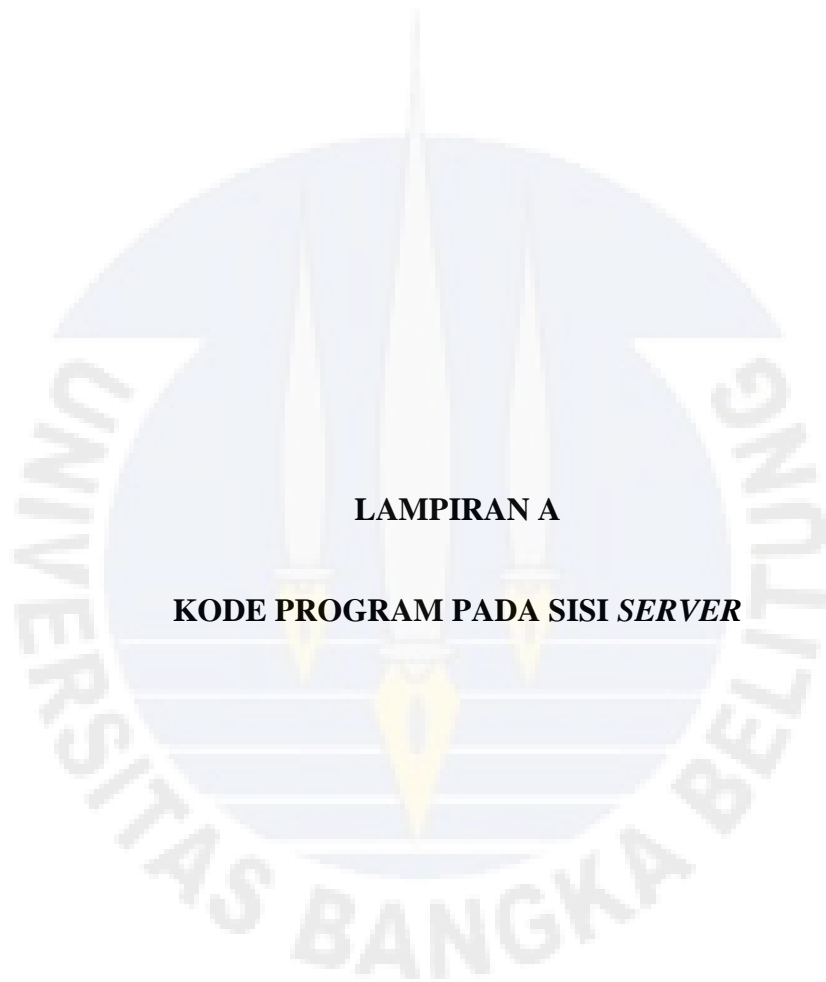 LAMPIRAN A
KODE PROGRAM PADA SISI SERVER
UNIVERSITAS BANGKA BELITUNG